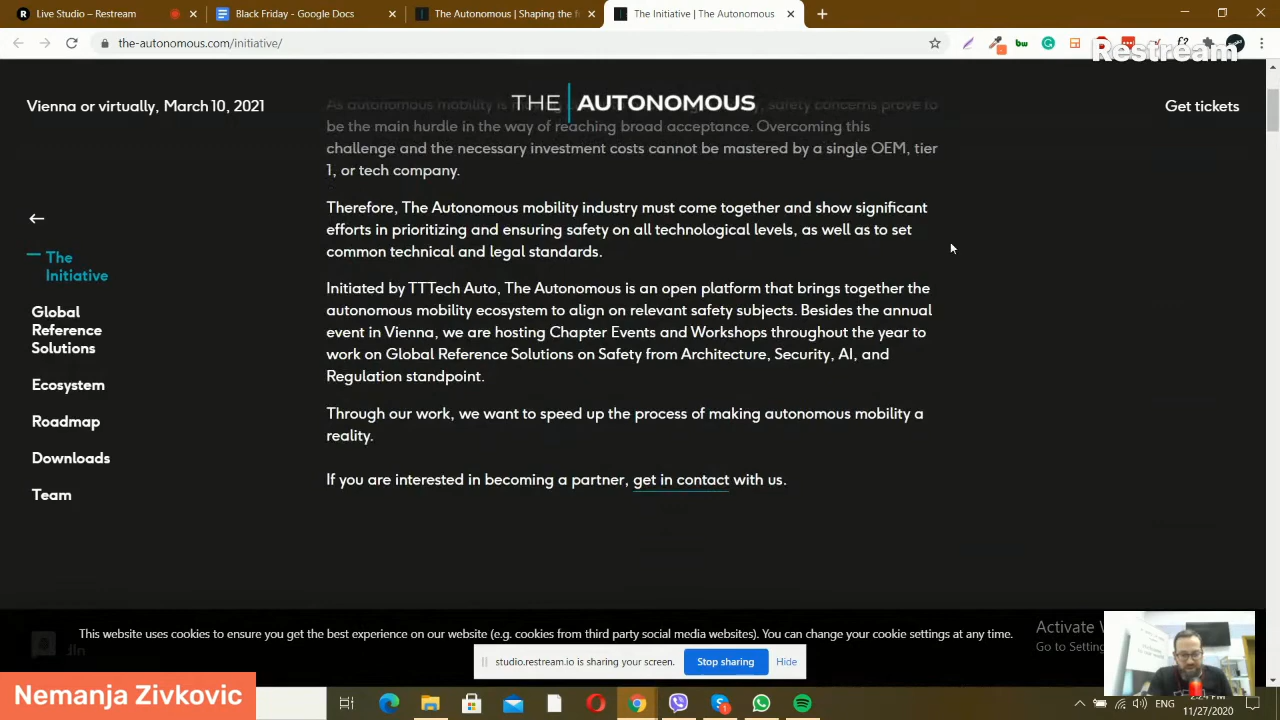 Live Studio – Restream
Black Friday - Google Docs
The Autonomous | Shaping the f
The Initiative | The Autonomous
the-autonomous.com/initiative/
Restream
Vienna or virtually, March 10, 2021
THE AUTONOMOUS
Get tickets
As autonomous mobility is safety concerns prove to
be the main hurdle in the way of reaching broad acceptance. Overcoming this
challenge and the necessary investment costs cannot be mastered by a single OEM, tier
1, or tech company.
Therefore, The Autonomous mobility industry must come together and show significant
efforts in prioritizing and ensuring safety on all technological levels, as well as to set
common technical and legal standards.
Initiated by TTTech Auto, The Autonomous is an open platform that brings together the
autonomous mobility ecosystem to align on relevant safety subjects. Besides the annual
event in Vienna, we are hosting Chapter Events and Workshops throughout the year to
work on Global Reference Solutions on Safety from Architecture, Security, AI, and
Regulation standpoint.
Through our work, we want to speed up the process of making autonomous mobility a
reality.
If you are interested in becoming a partner, get in contact with us.
The
Initiative
Global
Reference
Solutions
Ecosystem
Roadmap
Downloads
Team
This website uses cookies to ensure you get the best experience on our website (e.g. cookies from third party social media websites). You can change your cookie settings at any time.
Activate W
Go to Setting
studio.restream.io is sharing your screen.
Stop sharing
Hide
Nemanja Zivkovic
ENG
11/27/2020